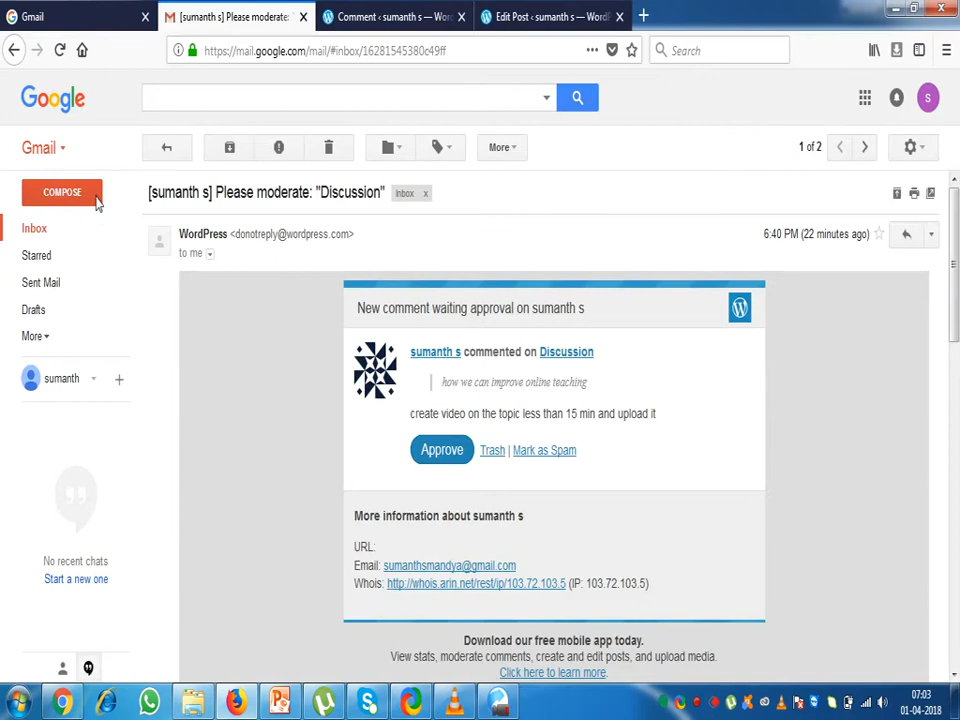 Gmail
[sumanth s] Please moderate: "
Comment ‹ sumanth s — Wor
Edit Post ‹ sumanth s — WordP
https://mail.google.com/mail/#inbox/16281545380c49ff
Search
Google
Gmail
More
1 of 2
COMPOSE
[sumanth s] Please moderate: "Discussion"
Inbox x
Inbox
Starred
Sent Mail
Drafts
More
sumanth
No recent chats
Start a new one
WordPress <donotreply@wordpress.com>
6:40 PM (22 minutes ago)
to me
New comment waiting approval on sumanth s
sumanth s commented on Discussion
how we can improve online teaching
create video on the topic less than 15 min and upload it
Approve
Trash | Mark as Spam
More information about sumanth s
URL:
Email: sumanthsmandya@gmail.com
Whois: http://whois.arin.net/rest/ip/103.72.103.5 (IP: 103.72.103.5)
Download our free mobile app today.
View stats, moderate comments, create and edit posts, and upload media.
Click here to learn more.
07:03
01-04-2018